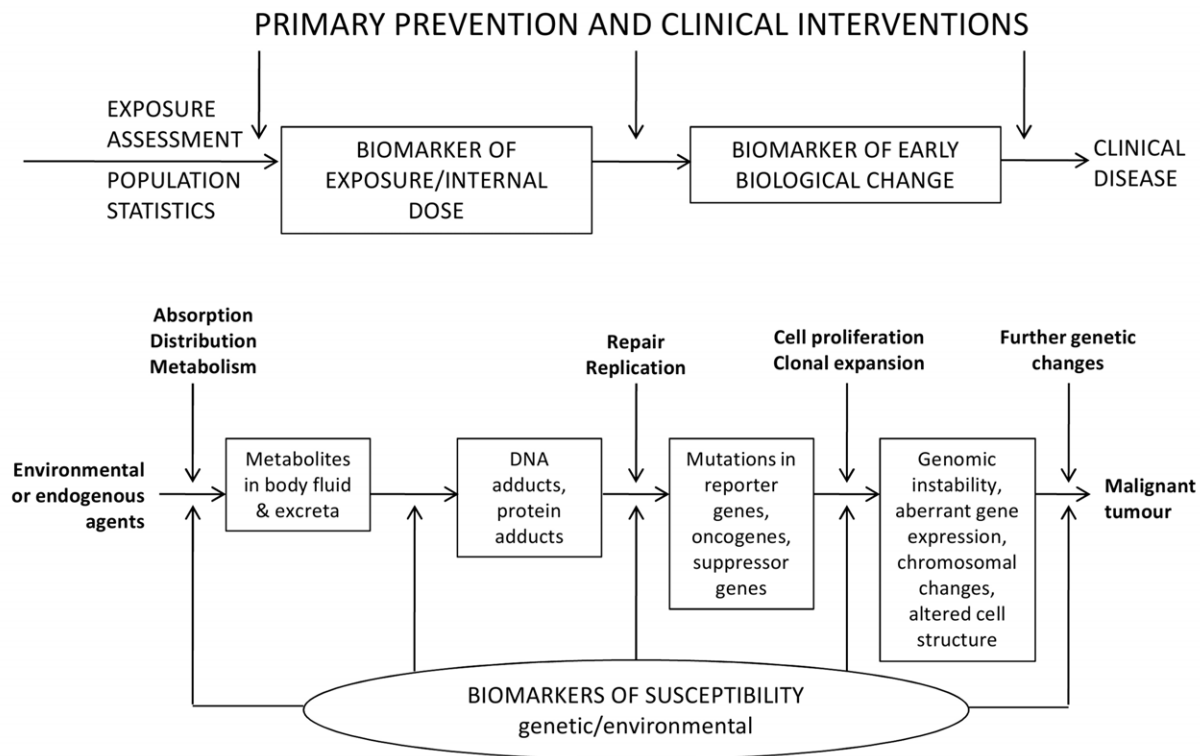 PRIMARY PREVENTION AND CLINICAL INTERVENTIONS
EXPOSURE
ASSESSMENT
POPULATION
STATISTICS
BIOMARKER OF
EXPOSURE/INTERNAL
DOSE
BIOMARKER OF EARLY
BIOLOGICAL CHANGE
CLINICAL
DISEASE
Absorption
Distribution
Metabolism
Repair
Replication
Cell proliferation
Clonal expansion
Further genetic
changes
Environmental
or endogenous
agents
Metabolites
in body fluid
& excreta
DNA
adducts,
protein
adducts
Mutations in
reporter
genes,
oncogenes,
suppressor
genes
Genomic
instability,
aberrant gene
expression,
chromosomal
changes,
altered cell
structure
Malignant
tumour
BIOMARKERS OF SUSCEPTIBILITY
genetic/environmental